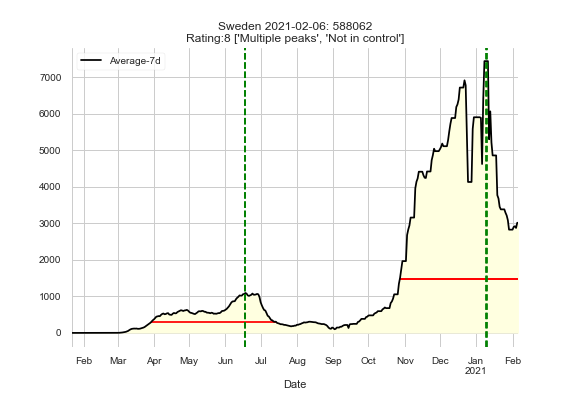 Sweden 2021-02-06: 588062
Rating:8 ['Multiple peaks', 'Not in control']
Average-7d
7000
6000
5000
4000
3000
2000
1000
0
Feb Mar Apr May Jun Jul Aug Sep Oct Nov Dec Jan Feb
2021
Date